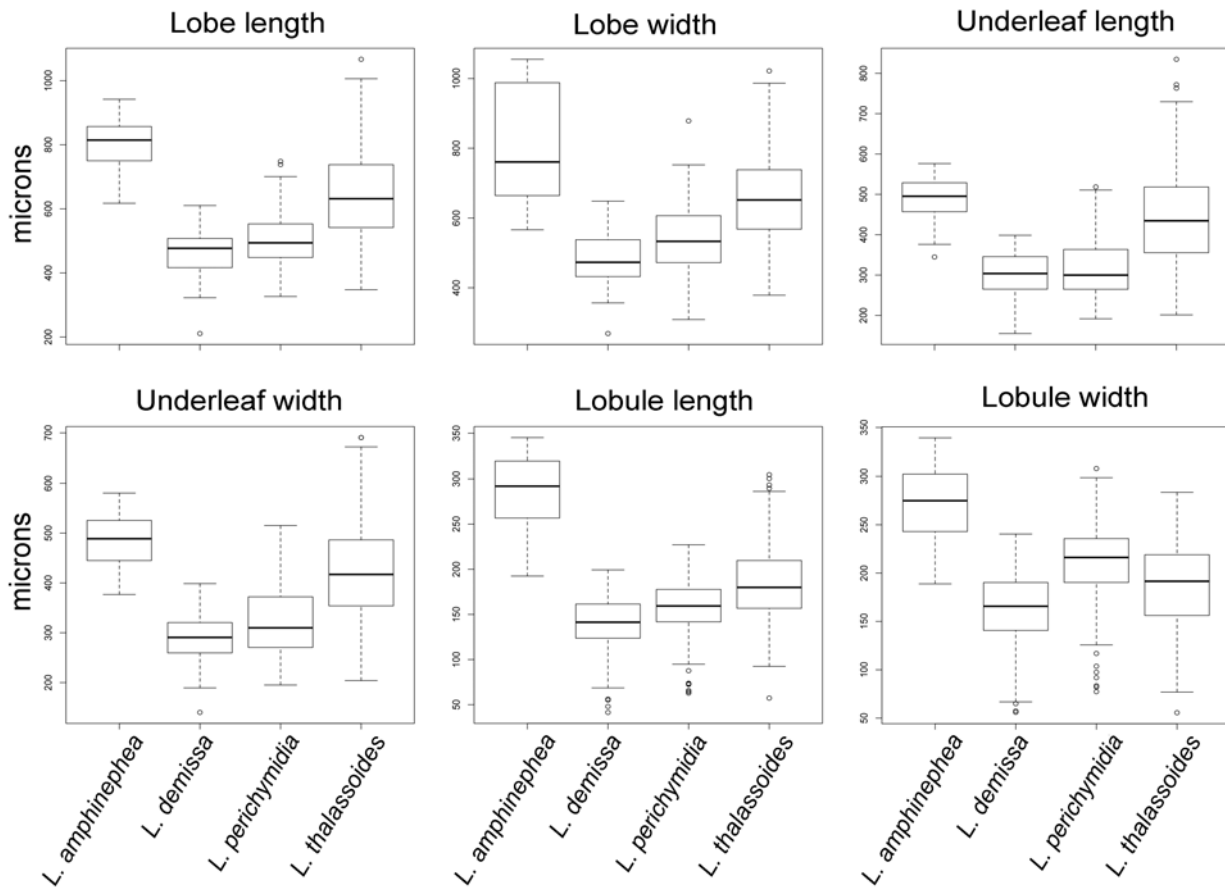 Lobe length
Lobe width
Underleaf length
microns
200
400
600
800
1000
400
600
800
1000
200
300
400
500
600
700
800
Underleaf width
Lobule length
Lobule width
microns
200
300
400
500
600
700
50
100
150
200
250
300
350
50
100
150
200
250
300
350
L. amphinephea
L. demissa
L. perichymidia
L. thalassoides
L. amphinephea
L. demissa
L. perichymidia
L. thalassoides
L. amphinephea
L. demissa
L. perichymidia
L. thalassoides